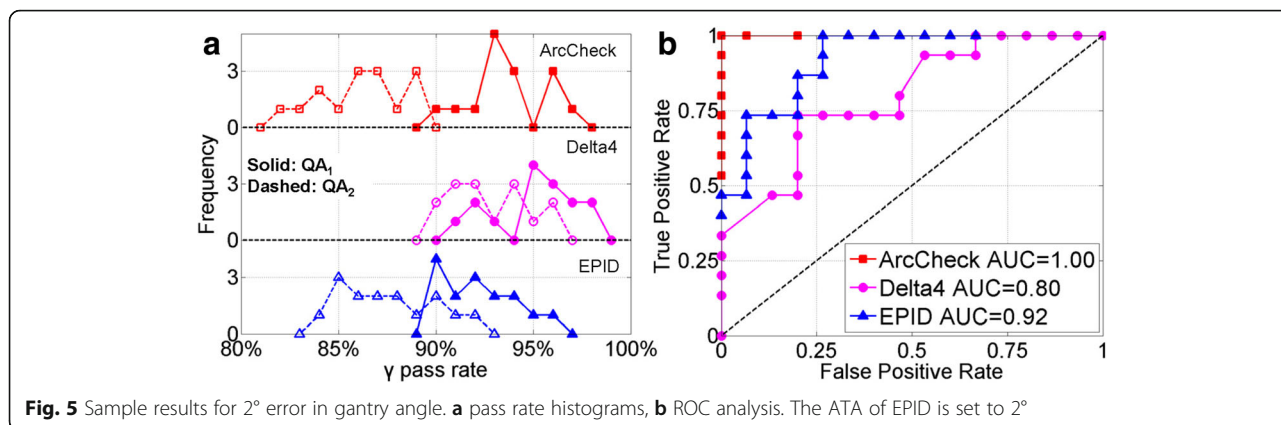 a
ArcCheck
3
0
Delta4
Solid: QA1
Dashed: QA2
3
0
EPID
3
0
Frequency
80%
85%
90%
95%
100%
γ pass rate
b
1
0.75
0.5
0.25
0
True Positive Rate
ArcCheck AUC=1.00
Delta4 AUC=0.80
EPID AUC=0.92
0
0.25
0.5
0.75
1
False Positive Rate
Fig. 5 Sample results for 2° error in gantry angle. a pass rate histograms, b ROC analysis. The ATA of EPID is set to 2°